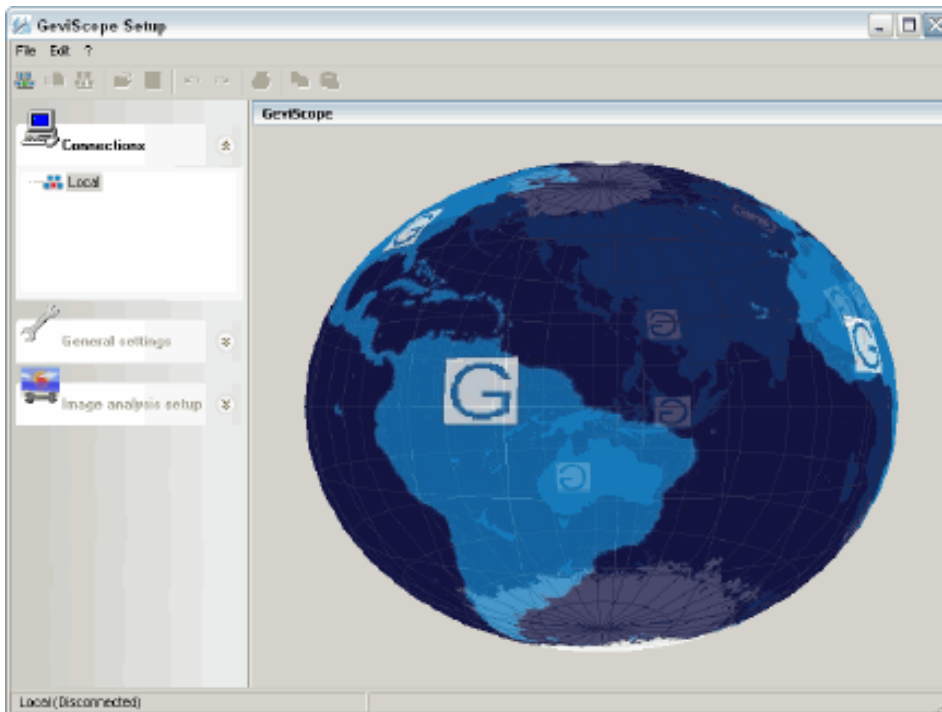 GeviScope Setup
File Edit ?
GeviScope
Connections
Local
General settings
Image analysis setup
G
G
G
G
G
G
Local (Disconnected)